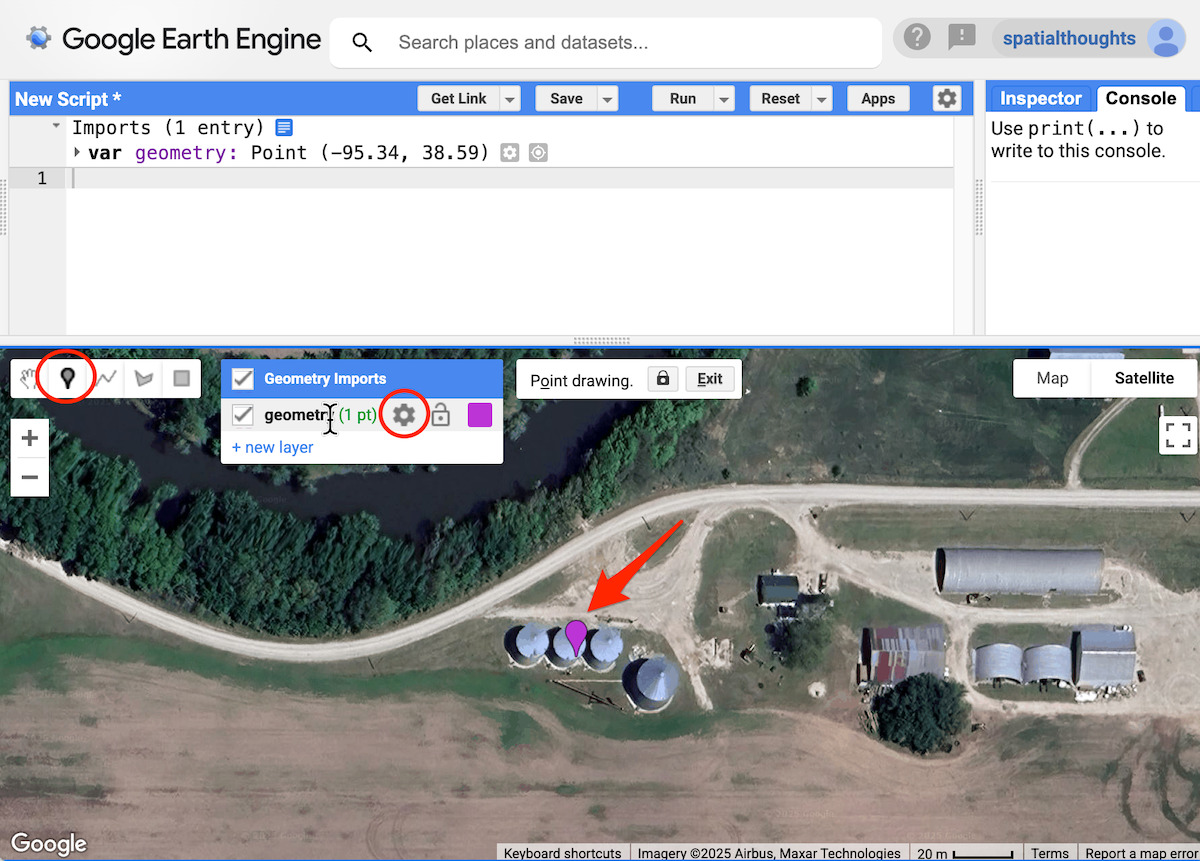 Google Earth Engine
Search places and datasets...
spatialthoughts
New Script *
Get Link
Save
Run
Reset
Apps
Inspector
Console
Imports (1 entry)
var geometry: Point (-95.34, 38.59)
1
Use print(...) to
write to this console.
Geometry Imports
geometry (1 pt)
+ new layer
Point drawing.
Exit
Map
Satellite
+
−
Google
Keyboard shortcuts
Imagery ©2025 Airbus, Maxar Technologies
20 m
Terms
Report a map error